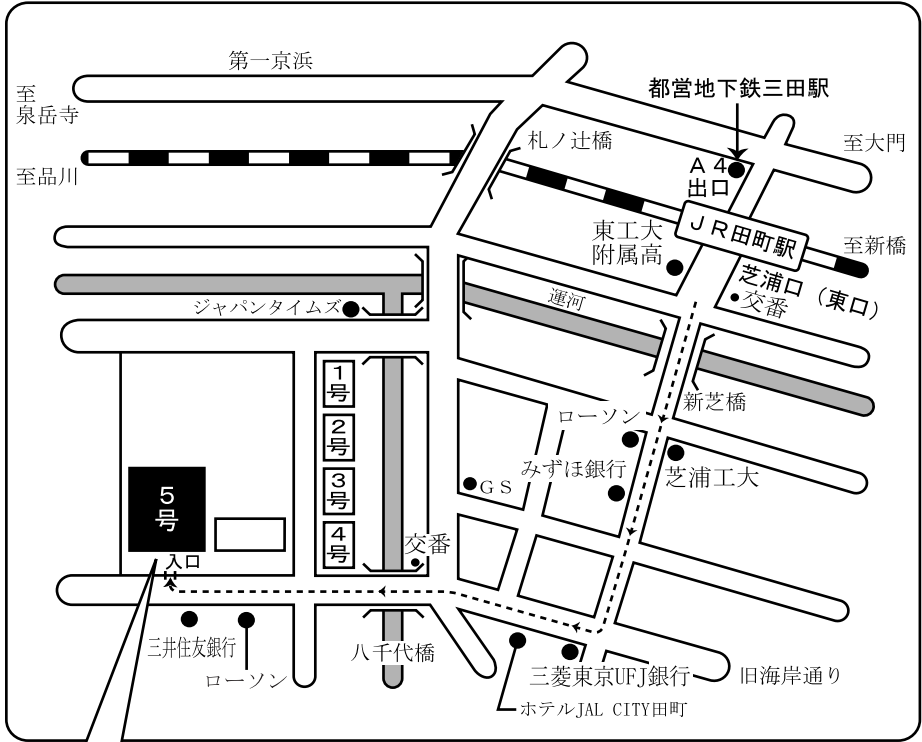 第一京浜
至
泉岳寺
都営地下鉄三田駅
札ノ辻橋
至大門
至品川
A 4
出口
JR田町駅
東工大
附属高
至新橋
芝浦口（東口）
交番
運河
ジャパンタイムズ
新芝橋
1号
ローソン
2号
みずほ銀行
芝浦工大
GS
3号
5号
4号
交番
入口
三井住友銀行
ローソン
八千代橋
三菱東京UFJ銀行
旧海岸通り
ホテルJAL CITY田町